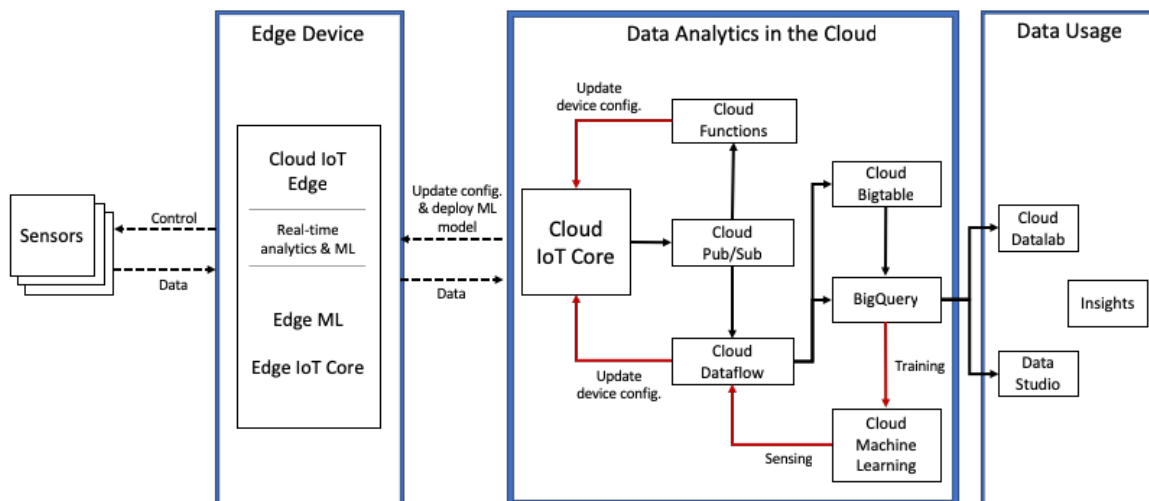 Edge Device
Data Analytics in the Cloud
Data Usage
Sensors
Control
Data
Cloud IoT
Edge
Real-time
analytics & ML
Edge ML
Edge IoT Core
Update config.
& deploy ML
model
Data
Update
device config.
Cloud
Functions
Cloud
IoT Core
Cloud
Pub/Sub
Cloud
Bigtable
BigQuery
Cloud
Dataflow
Update
device config.
Training
Sensing
Cloud
Machine
Learning
Cloud
Datalab
Insights
Data
Studio